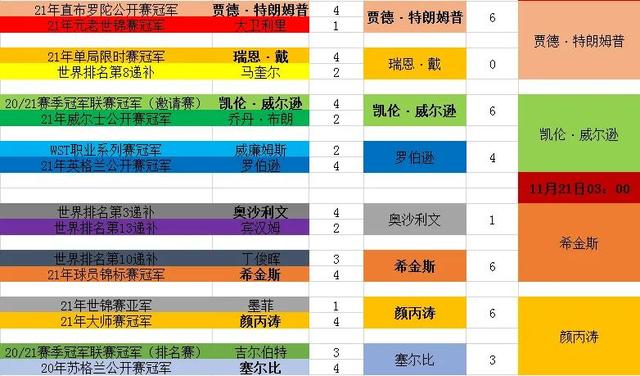 21年直布罗陀公开赛冠军 贾德·特朗姆普 4
21年元老世锦赛冠军 大卫利里 1
贾德·特朗姆普 6
贾德·特朗姆普
21年单局限时赛冠军 瑞恩·戴 4
世界排名第8递补 马奎尔 2
瑞恩·戴 0
20/21赛季冠军联赛冠军（邀请赛） 凯伦·威尔逊 4
21年威尔士公开赛冠军 乔丹·布朗 2
凯伦·威尔逊 6
凯伦·威尔逊
WST职业系列赛冠军 威廉姆斯 2
21年英格兰公开赛冠军 罗伯逊 4
罗伯逊 4
11月21日03：00
世界排名第3递补 奥沙利文 4
世界排名第13递补 宾汉姆 2
奥沙利文 1
希金斯
世界排名第10递补 丁俊晖 3
21年球员锦标赛冠军 希金斯 4
希金斯 6
21年世锦赛亚军 墨菲 1
21年大师赛冠军 颜丙涛 4
颜丙涛 6
颜丙涛
20/21赛季冠军联赛冠军（排名赛） 吉尔伯特 3
20年苏格兰公开赛冠军 塞尔比 4
塞尔比 3